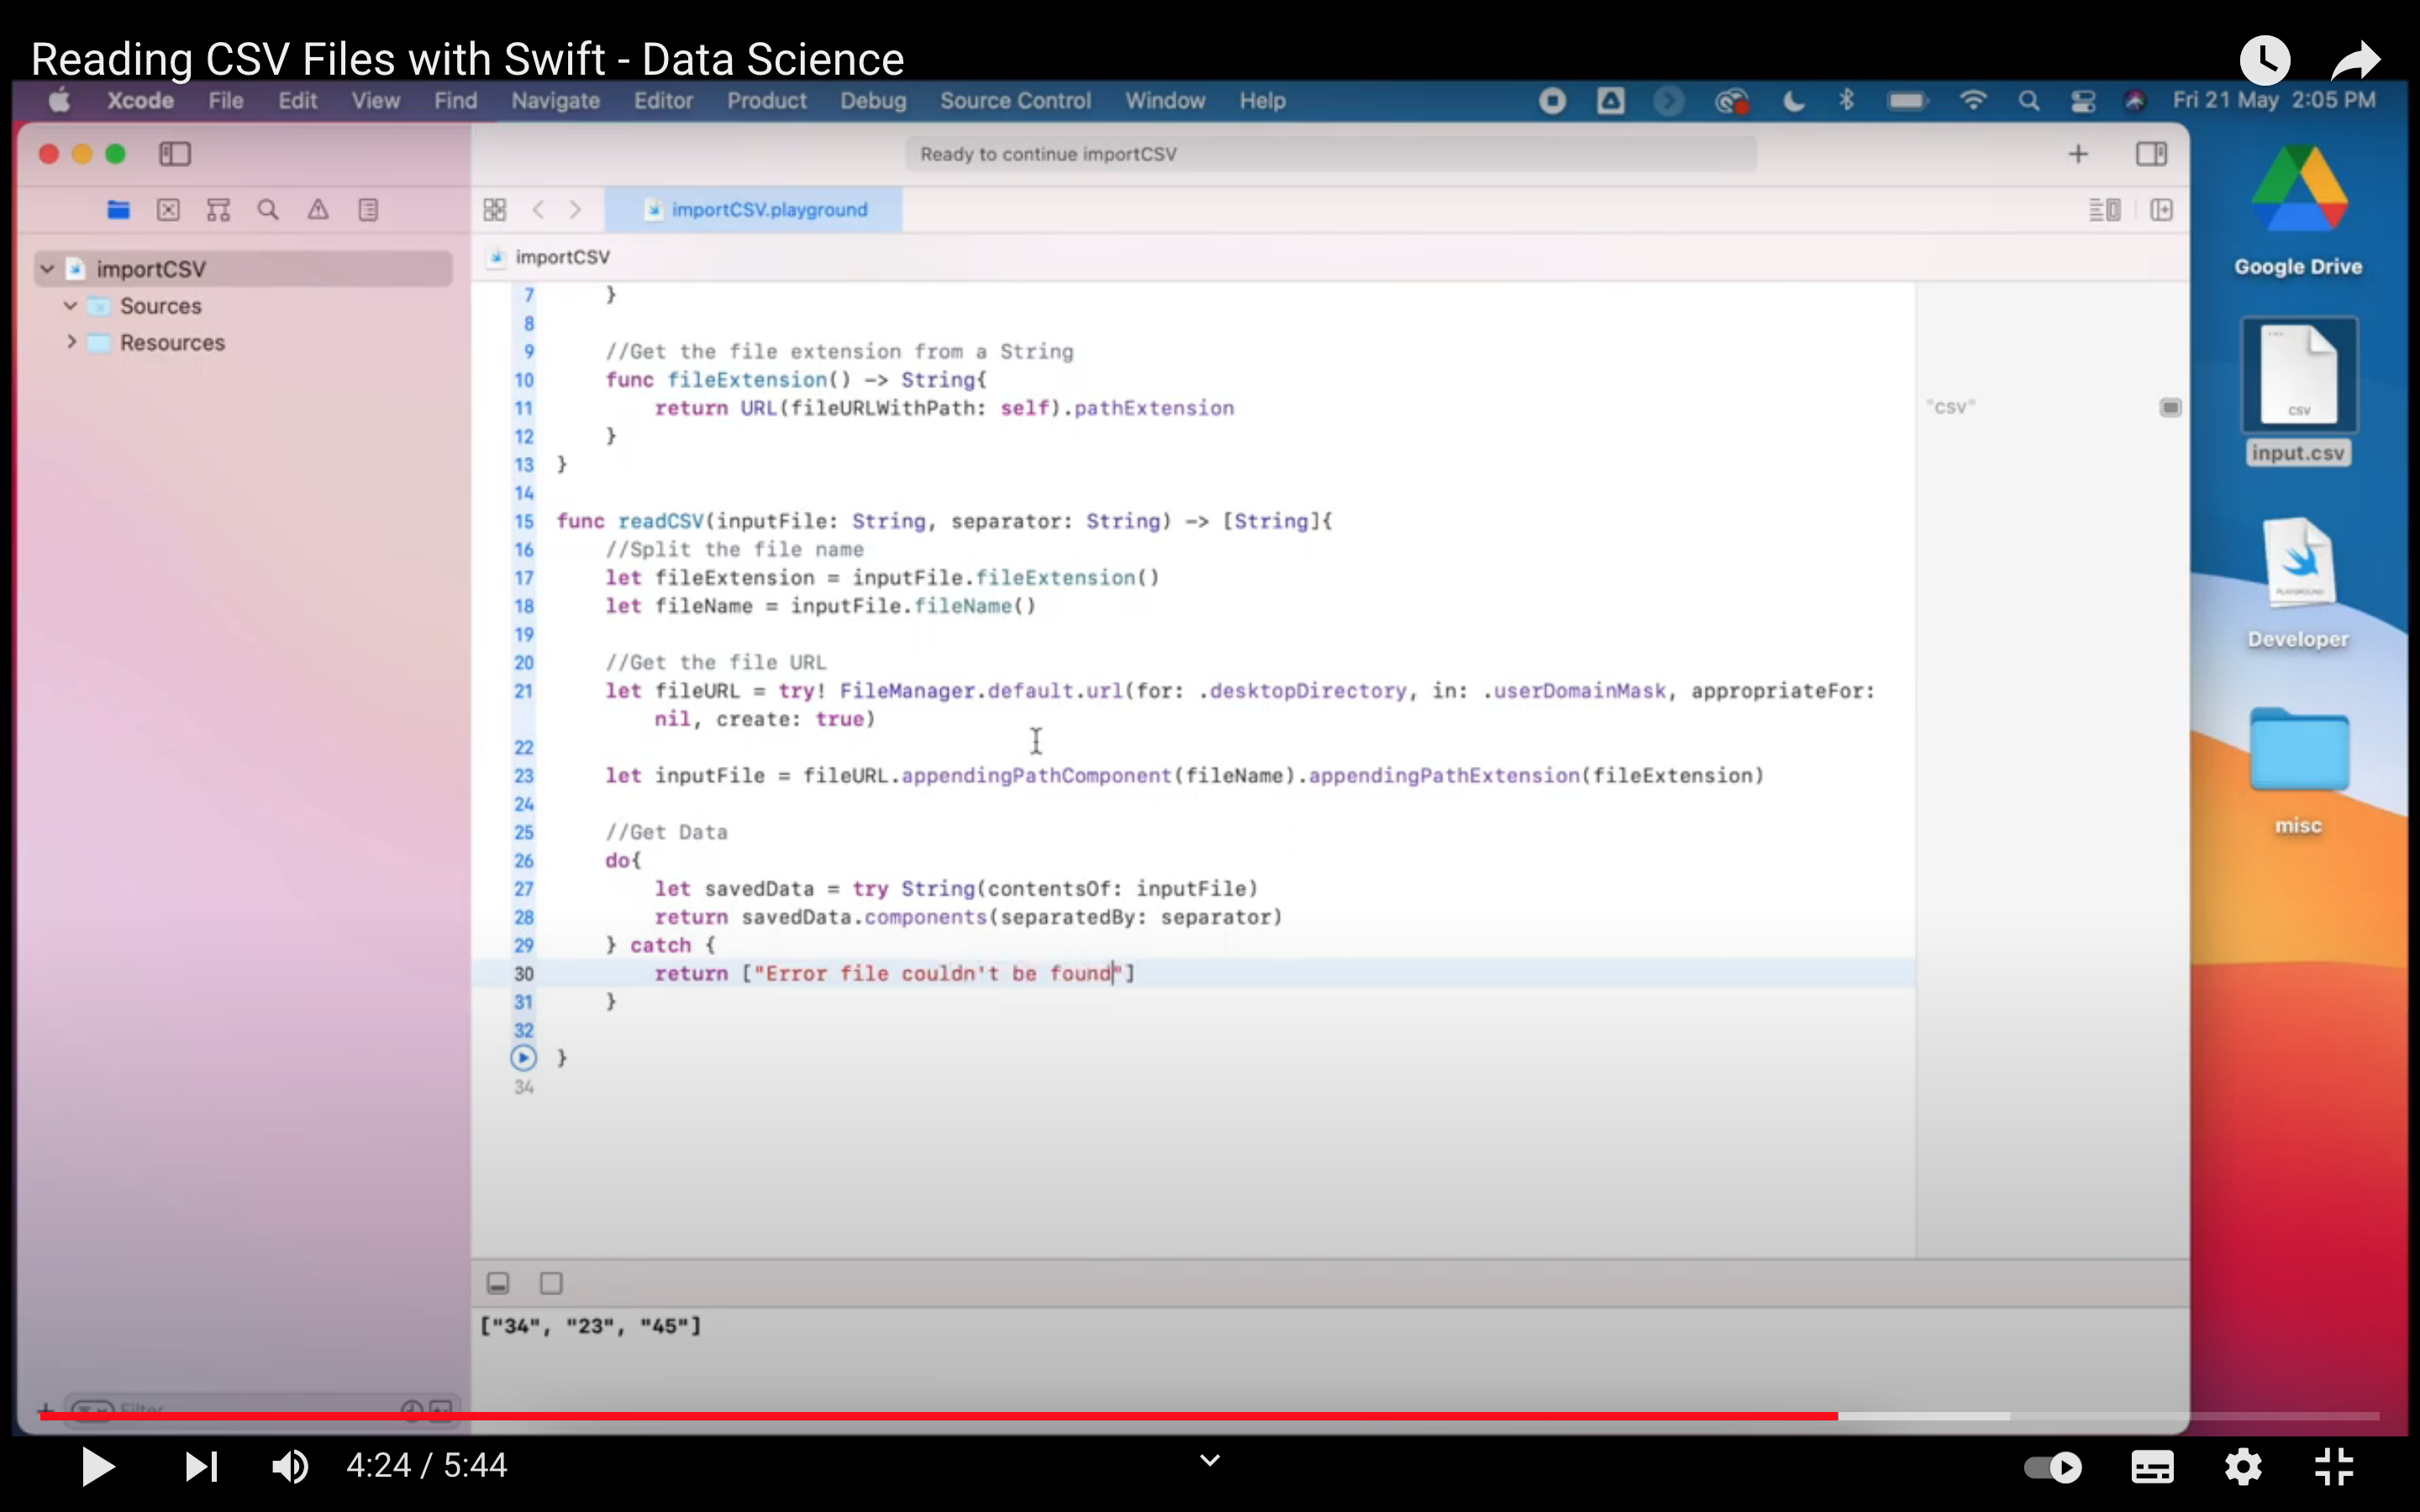 Reading CSV Files with Swift - Data Science
Xcode File Edit View Find Navigate Editor Product Debug Source Control Window Help Fri 21 May 2:05 PM
Ready to continue importCSV
importCSV.playground
importCSV
Sources
Resources
importCSV
7 }
8
9 //Get the file extension from a String
10 func fileExtension() -> String{
11 return URL(fileURLWithPath: self).pathExtension
"csv"
12 }
13 }
14
15 func readCSV(inputFile: String, separator: String) -> [String]{
16 //Split the file name
17 let fileExtension = inputFile.fileExtension()
18 let fileName = inputFile.fileName()
19
20 //Get the file URL
21 let fileURL = try! FileManager.default.url(for: .desktopDirectory, in: .userDomainMask, appropriateFor:
nil, create: true)
22
23 let inputFile = fileURL.appendingPathComponent(fileName).appendingPathExtension(fileExtension)
24
25 //Get Data
26 do{
27 let savedData = try String(contentsOf: inputFile)
28 return savedData.components(separatedBy: separator)
29 } catch {
30 return ["Error file couldn't be found"]
31 }
32
}
34
["34", "23", "45"]
Filter
Google Drive
CSV
input.csv
PLAYGROUND
Developer
misc
4:24 / 5:44